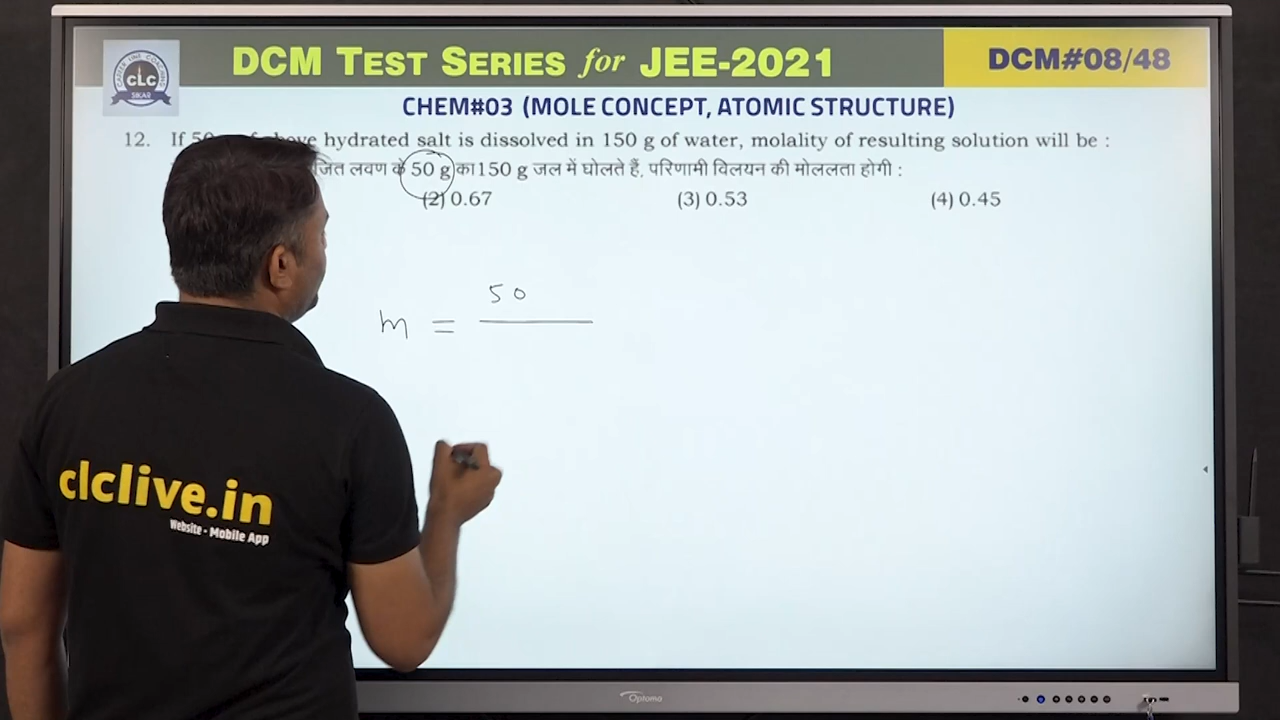 DCM TEST SERIES for JEE-2021
DCM#08/48
CLC
SIKAR
CHEM#03 (MOLE CONCEPT, ATOMIC STRUCTURE)
12. If 50 hydrated salt is dissolved in 150 g of water, molality of resulting solution will be :
लवण के 50 g का 150 g जल में घोलते हैं, परिणामी विलयन की मोललता होगी :
(2) 0.67 (3) 0.53 (4) 0.45
50
m =
clclive.in
Website - Mobile App
Optoma